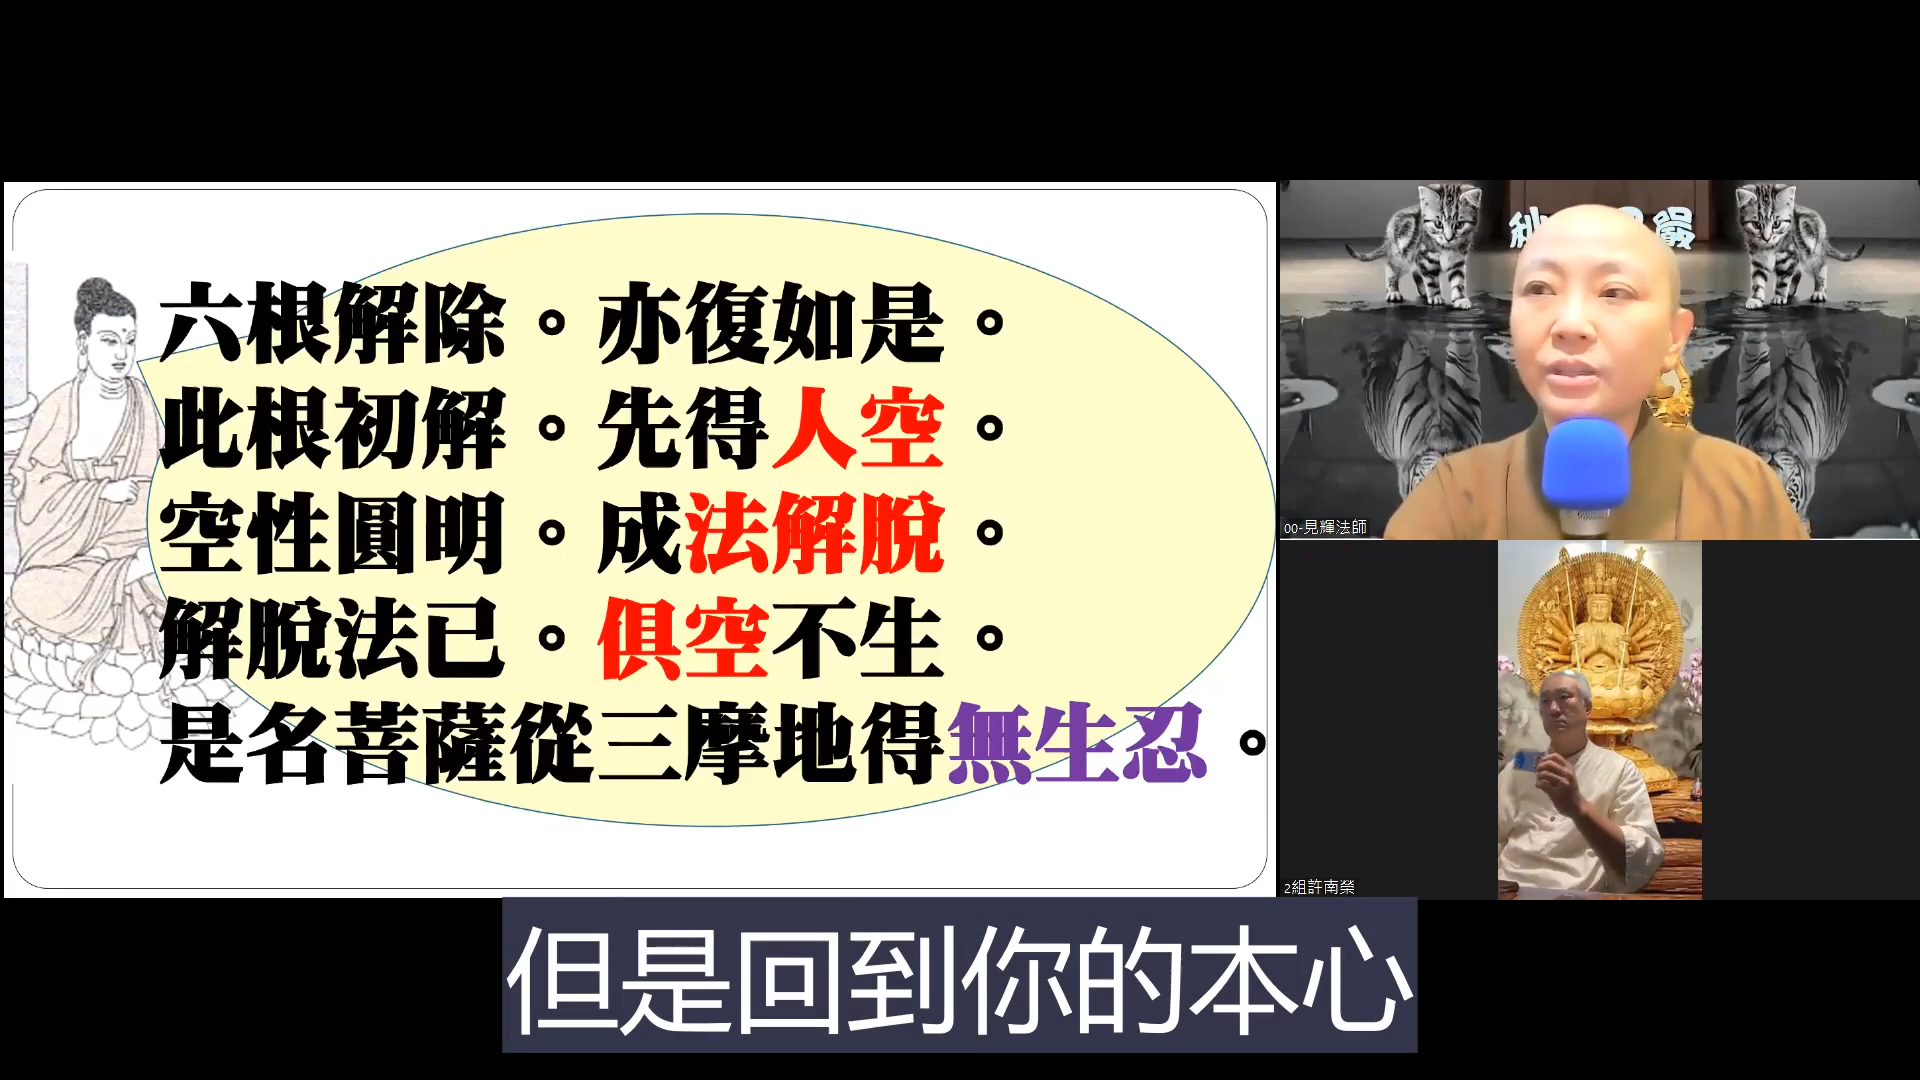 六根解除。亦復如是。
此根初解。先得人空。
空性圓明。成法解脫。
解脫法已。俱空不生。
是名菩薩從三摩地得無生忍。
嚴
00-見輝法師
2組許南榮
但是回到你的本心